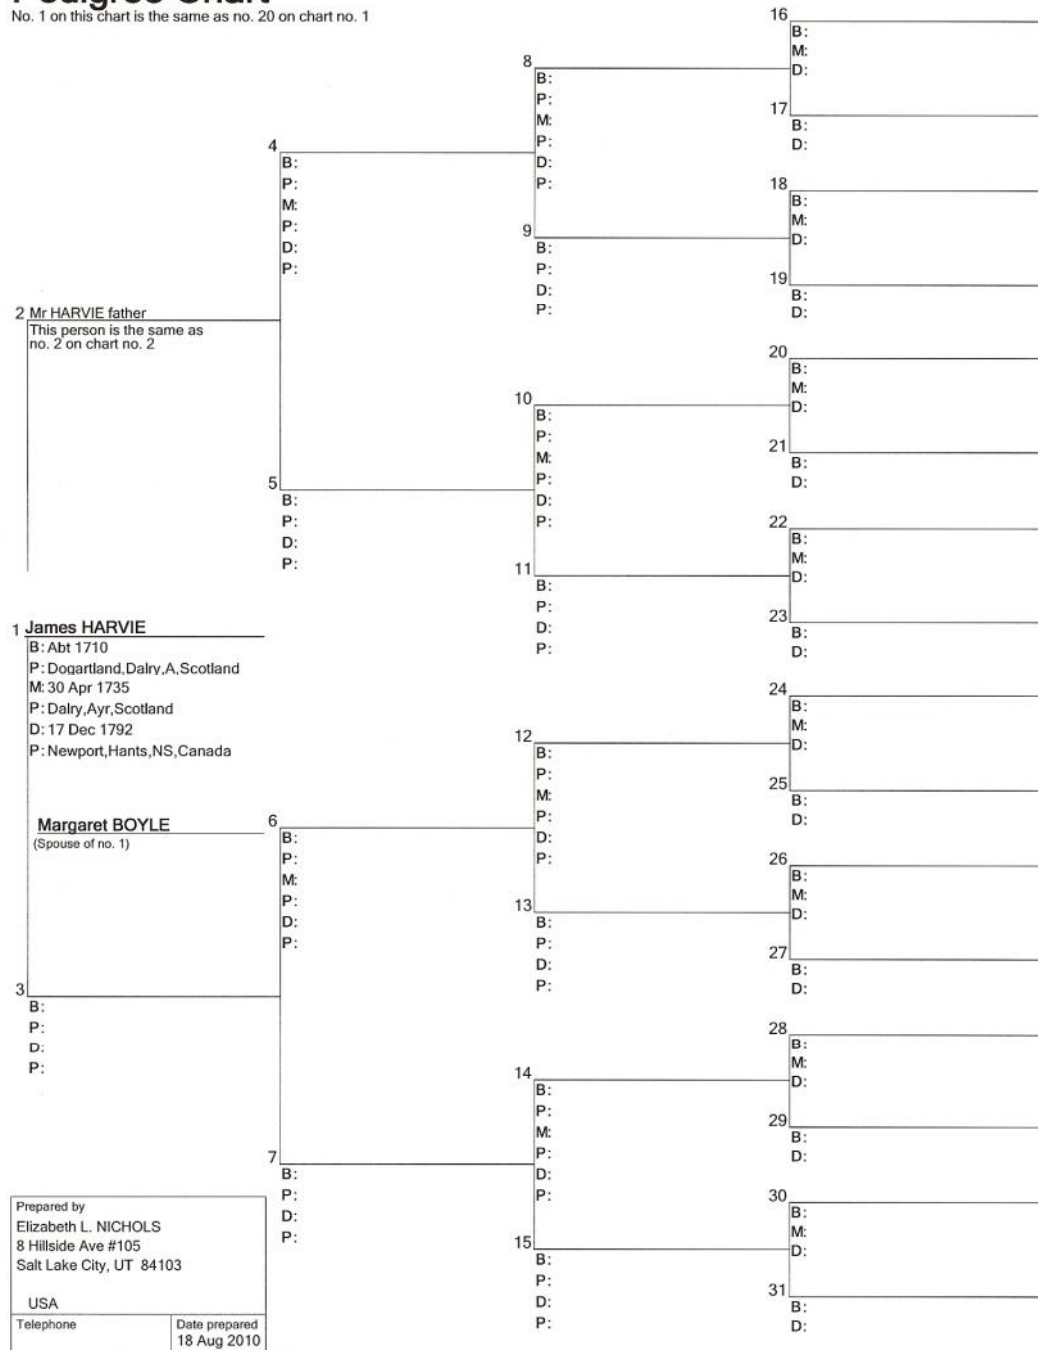 Pedigree Chart
No. 1 on this chart is the same as no. 20 on chart no. 1
2 Mr HARVIE father
This person is the same as
no. 2 on chart no. 2
1 James HARVIE
B: Abt 1710
P: Dogartland,Dalry,A,Scotland
M: 30 Apr 1735
P: Dalry,Ayr,Scotland
D: 17 Dec 1792
P: Newport,Hants,NS,Canada
Margaret BOYLE
(Spouse of no. 1)
3
B:
P:
D:
P:
4
B:
P:
M:
P:
D:
P:
5
B:
P:
D:
P:
6
B:
P:
M:
P:
D:
P:
7
B:
P:
D:
P:
8
B:
P:
M:
P:
D:
P:
9
B:
P:
D:
P:
10
B:
P:
M:
P:
D:
P:
11
B:
P:
D:
P:
12
B:
P:
M:
P:
D:
P:
13
B:
P:
D:
P:
14
B:
P:
M:
P:
D:
P:
15
B:
P:
D:
P:
16
B:
M:
D:
17
B:
D:
18
B:
M:
D:
19
B:
D:
20
B:
M:
D:
21
B:
D:
22
B:
M:
D:
23
B:
D:
24
B:
M:
D:
25
B:
D:
26
B:
M:
D:
27
B:
D:
28
B:
M:
D:
29
B:
D:
30
B:
M:
D:
31
B:
D:
Prepared by
Elizabeth L. NICHOLS
8 Hillside Ave #105
Salt Lake City, UT 84103
USA
Telephone
Date prepared
18 Aug 2010